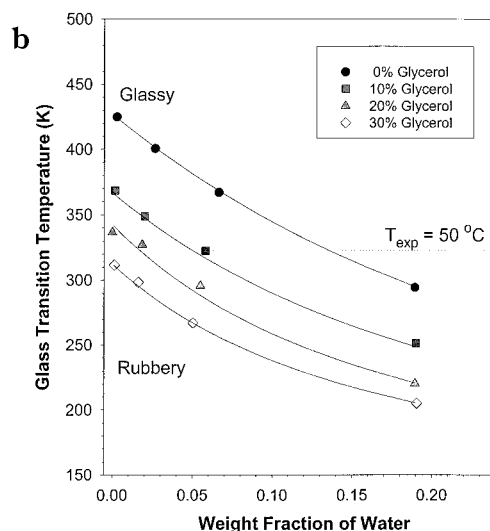 b
500
450
400
350
300
250
200
150
Glass Transition Temperature (K)
Glassy
0% Glycerol
10% Glycerol
20% Glycerol
30% Glycerol
T_exp = 50 °C
Rubbery
0.00
0.05
0.10
0.15
0.20
Weight Fraction of Water